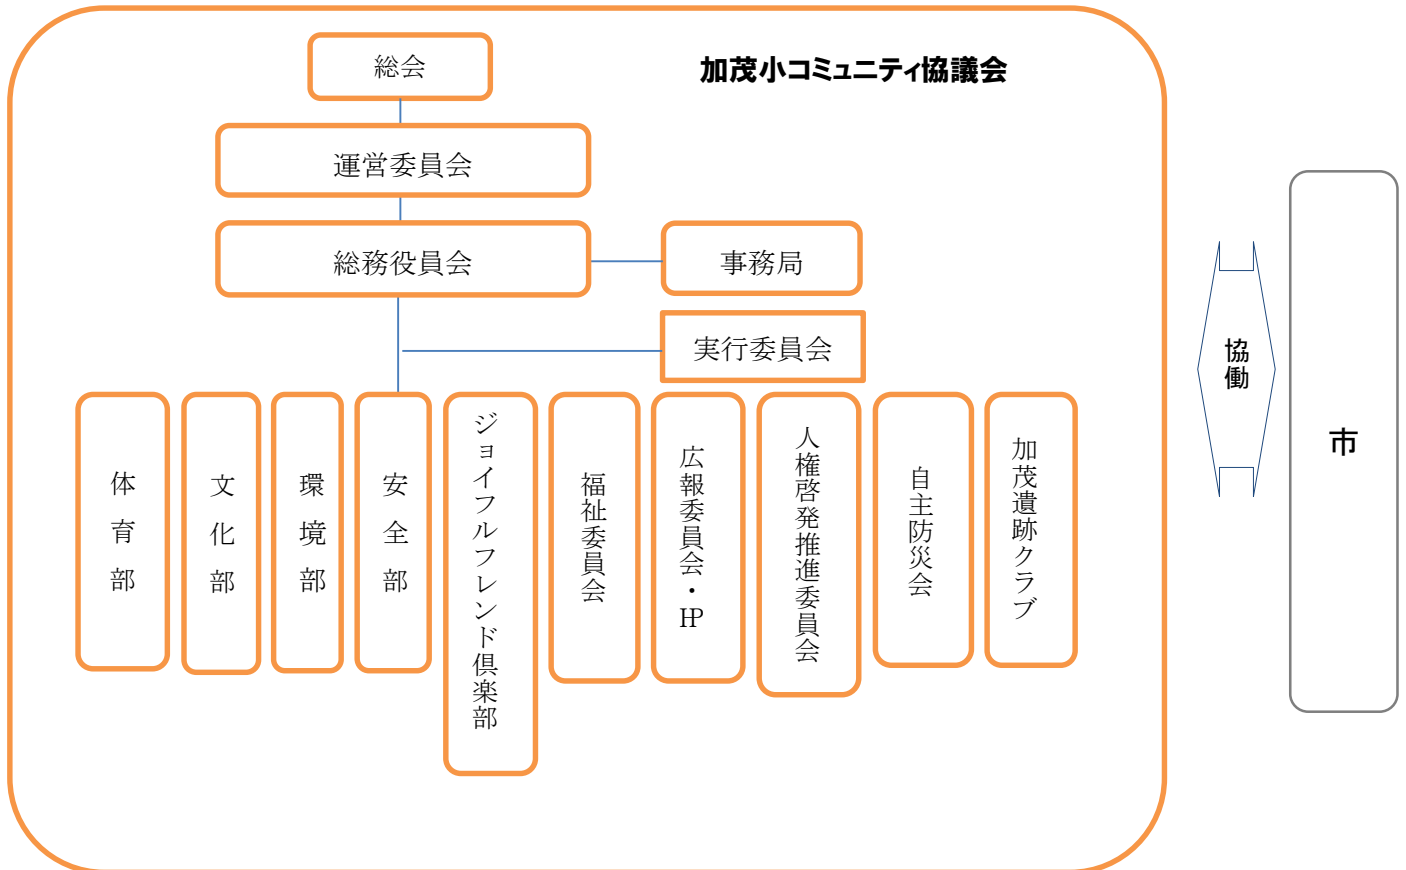 総会
加茂小コミュニティ協議会
運営委員会
総務役員会
事務局
実行委員会
体育部
文化部
環境部
安全部
ジョイフルフレンド倶楽部
福祉委員会
広報委員会・HP
人権啓発推進委員会
自主防災会
加茂遺跡クラブ
協働
市